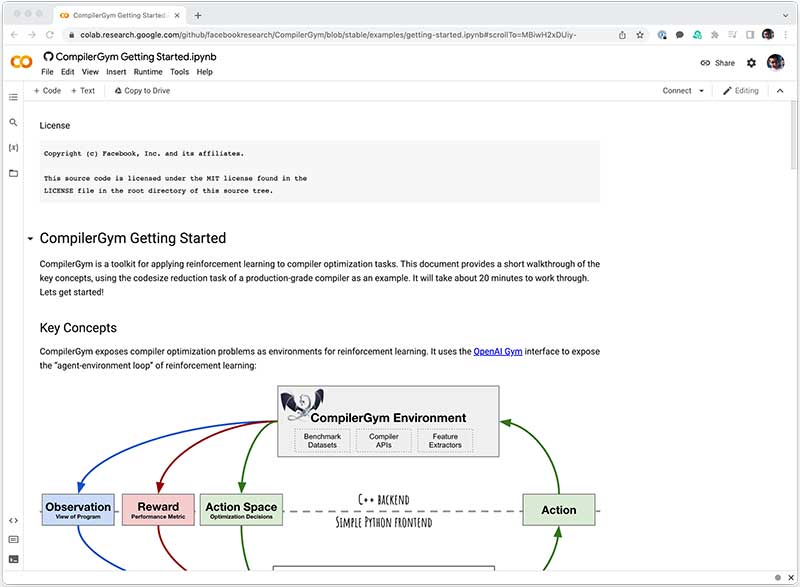 CompilerGym Getting Started.
colab.research.google.com/github/facebookresearch/CompilerGym/blob/stable/examples/getting-started.ipynb#scrollTo=MBiwH2xDUiy-
CompilerGym Getting Started.ipynb
File Edit View Insert Runtime Tools Help
Share
+ Code + Text Copy to Drive
Connect
Editing
License
Copyright (c) Facebook, Inc. and its affiliates.
This source code is licensed under the MIT license found in the
LICENSE file in the root directory of this source tree.
CompilerGym Getting Started
CompilerGym is a toolkit for applying reinforcement learning to compiler optimization tasks. This document provides a short walkthrough of the
key concepts, using the codesize reduction task of a production-grade compiler as an example. It will take about 20 minutes to work through.
Lets get started!
Key Concepts
CompilerGym exposes compiler optimization problems as environments for reinforcement learning. It uses the OpenAI Gym interface to expose
the "agent-environment loop" of reinforcement learning:
CompilerGym Environment
Benchmark
Datasets
Compiler
APIs
Feature
Extractors
Observation
View of Program
Reward
Performance Metric
Action Space
Optimization Decisions
C++ BACKEND
SIMPLE PYTHON FRONTEND
Action